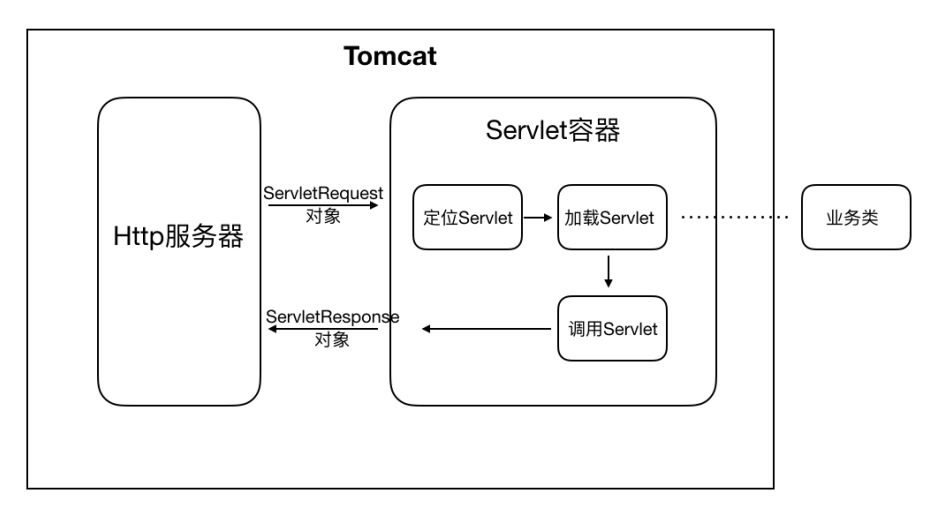 Tomcat
Servlet容器
ServletRequest
对象
定位Servlet
加载Servlet
业务类
Http服务器
ServletResponse
对象
调用Servlet